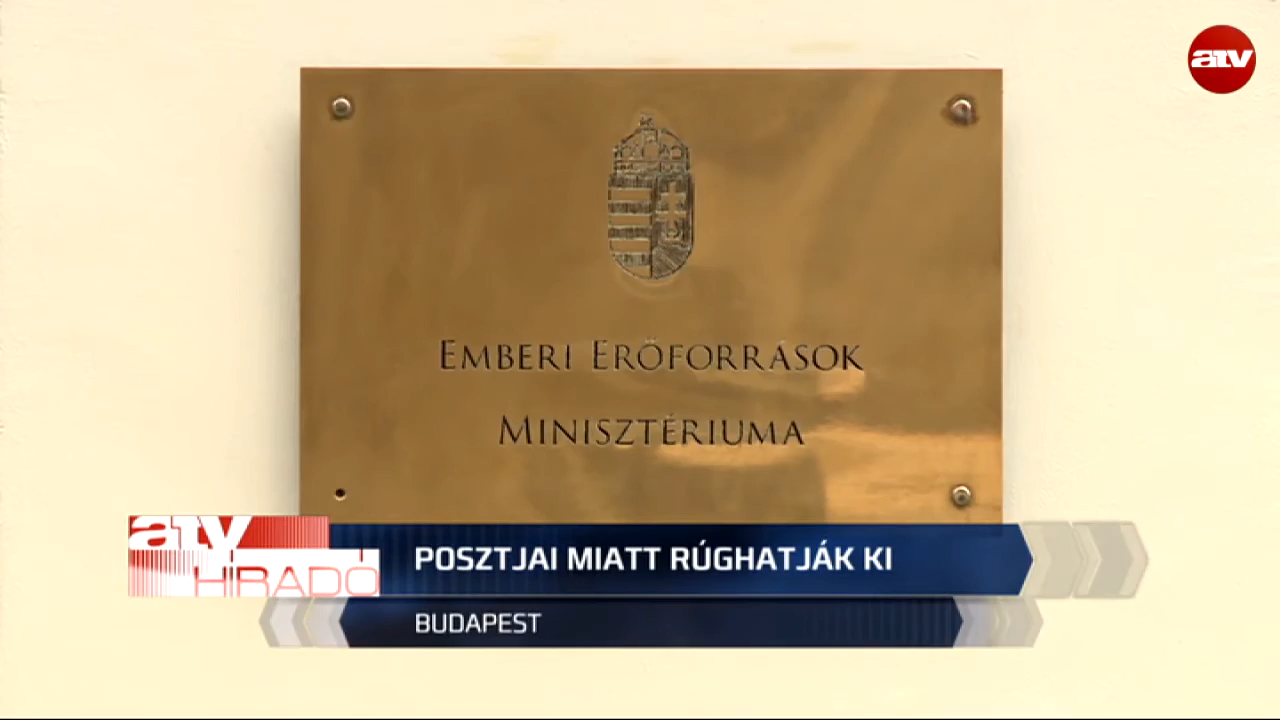 atv
EMBERI ERŐFORRÁSOK
MINISZTÉRIUMA
atv
HÍRADÓ
POSZTJAI MIATT RÚGHATJÁK KI
BUDAPEST